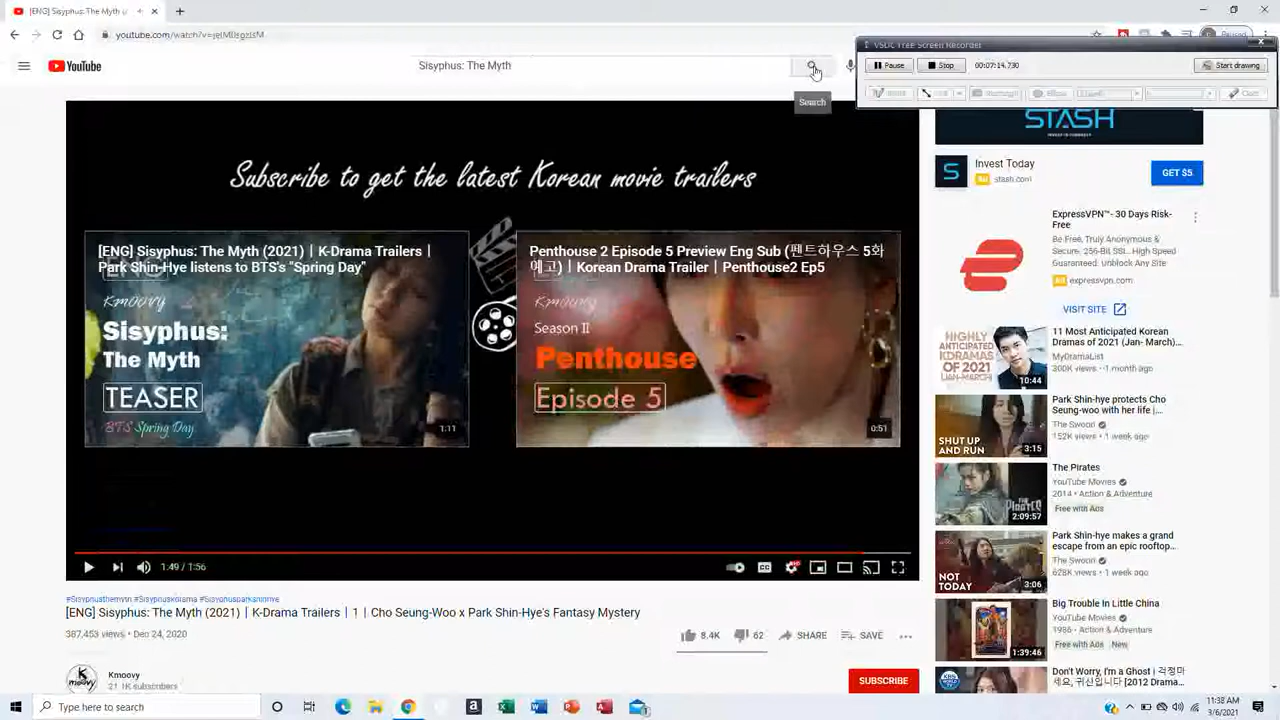 [ENG] Sisyphus: The Myth (
youtube.com/watch?v=
VSDC Free Screen Recorder
Pause
Stop
00:07:14.730
Start drawing
YouTube
Sisyphus: The Myth
Search
Subscribe to get the latest Korean movie trailers
[ENG] Sisyphus: The Myth (2021) | K-Drama Trailers |
Park Shin-Hye listens to BTS's "Spring Day"
Kmoovy
Sisyphus:
The Myth
TEASER
BTS Spring Day
1:11
Penthouse 2 Episode 5 Preview Eng Sub (펜트하우스 5화
예고) | Korean Drama Trailer | Penthouse2 Ep5
Kmoovy
Season II
Penthouse
Episode 5
0:51
1:49 / 1:56
#Sisyphusthemyth #Sisyphuskdrama #Sisyphusparkshinhye
[ENG] Sisyphus: The Myth (2021) | K-Drama Trailers | 1 | Cho Seung-Woo x Park Shin-Hye's Fantasy Mystery
387,453 views • Dec 24, 2020
8.4K
62
SHARE
SAVE
Kmoovy
21.1K subscribers
SUBSCRIBE
STASH
Invest Today
Ad stash.com
GET $5
ExpressVPN™- 30 Days Risk-
Free
Be Free, Truly Anonymous &
Secure. 256-Bit SSL. High Speed
Guaranteed. Unblock Any Site
Ad expressvpn.com
VISIT SITE
HIGHLY
ANTICIPATED
KDRAMAS
OF 2021
(JAN- MARCH)
10:44
11 Most Anticipated Korean
Dramas of 2021 (Jan- March)...
MyDramaList
300K views • 1 month ago
SHUT UP
AND RUN
3:15
Park Shin-hye protects Cho
Seung-woo with her life |...
The Swoon
152K views • 1 week ago
THE
PIRATES
2:09:57
The Pirates
YouTube Movies
2014 • Action & Adventure
Free with Ads
NOT
TODAY
3:06
Park Shin-hye makes a grand
escape from an epic rooftop...
The Swoon
628K views • 1 week ago
1:39:46
Big Trouble In Little China
YouTube Movies
1986 • Action & Adventure
Free with Ads New
KBS WORLD TV
Don't Worry, I'm a Ghost | 걱정마
세요, 귀신입니다 [2012 Drama...
Type here to search
11:38 AM
3/6/2021